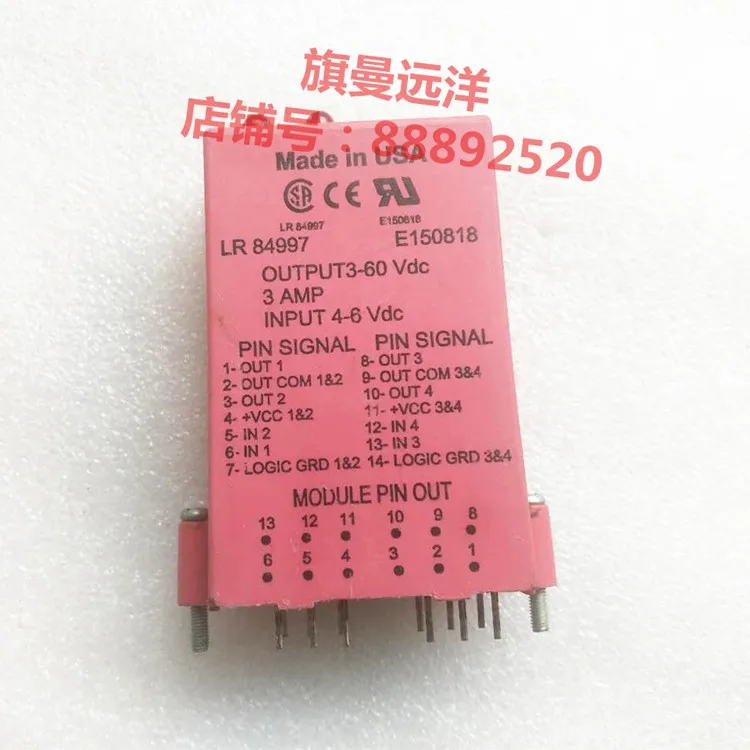 旗曼远洋
店铺号：88892520
Made in USA
SA CE RU
LR 84997 E150818
LR 84997 E150818
OUTPUT3-60 Vdc
3 AMP
INPUT 4-6 Vdc
PIN SIGNAL PIN SIGNAL
1- OUT 1 8- OUT 3
2- OUT COM 1&2 9- OUT COM 3&4
3- OUT 2 10- OUT 4
4- +VCC 1&2 11- +VCC 3&4
5- IN 2 12- IN 4
6- IN 1 13- IN 3
7- LOGIC GRD 1&2 14- LOGIC GRD 3&4
MODULE PIN OUT
13 12 11 10 9 8
6 5 4 3 2 1